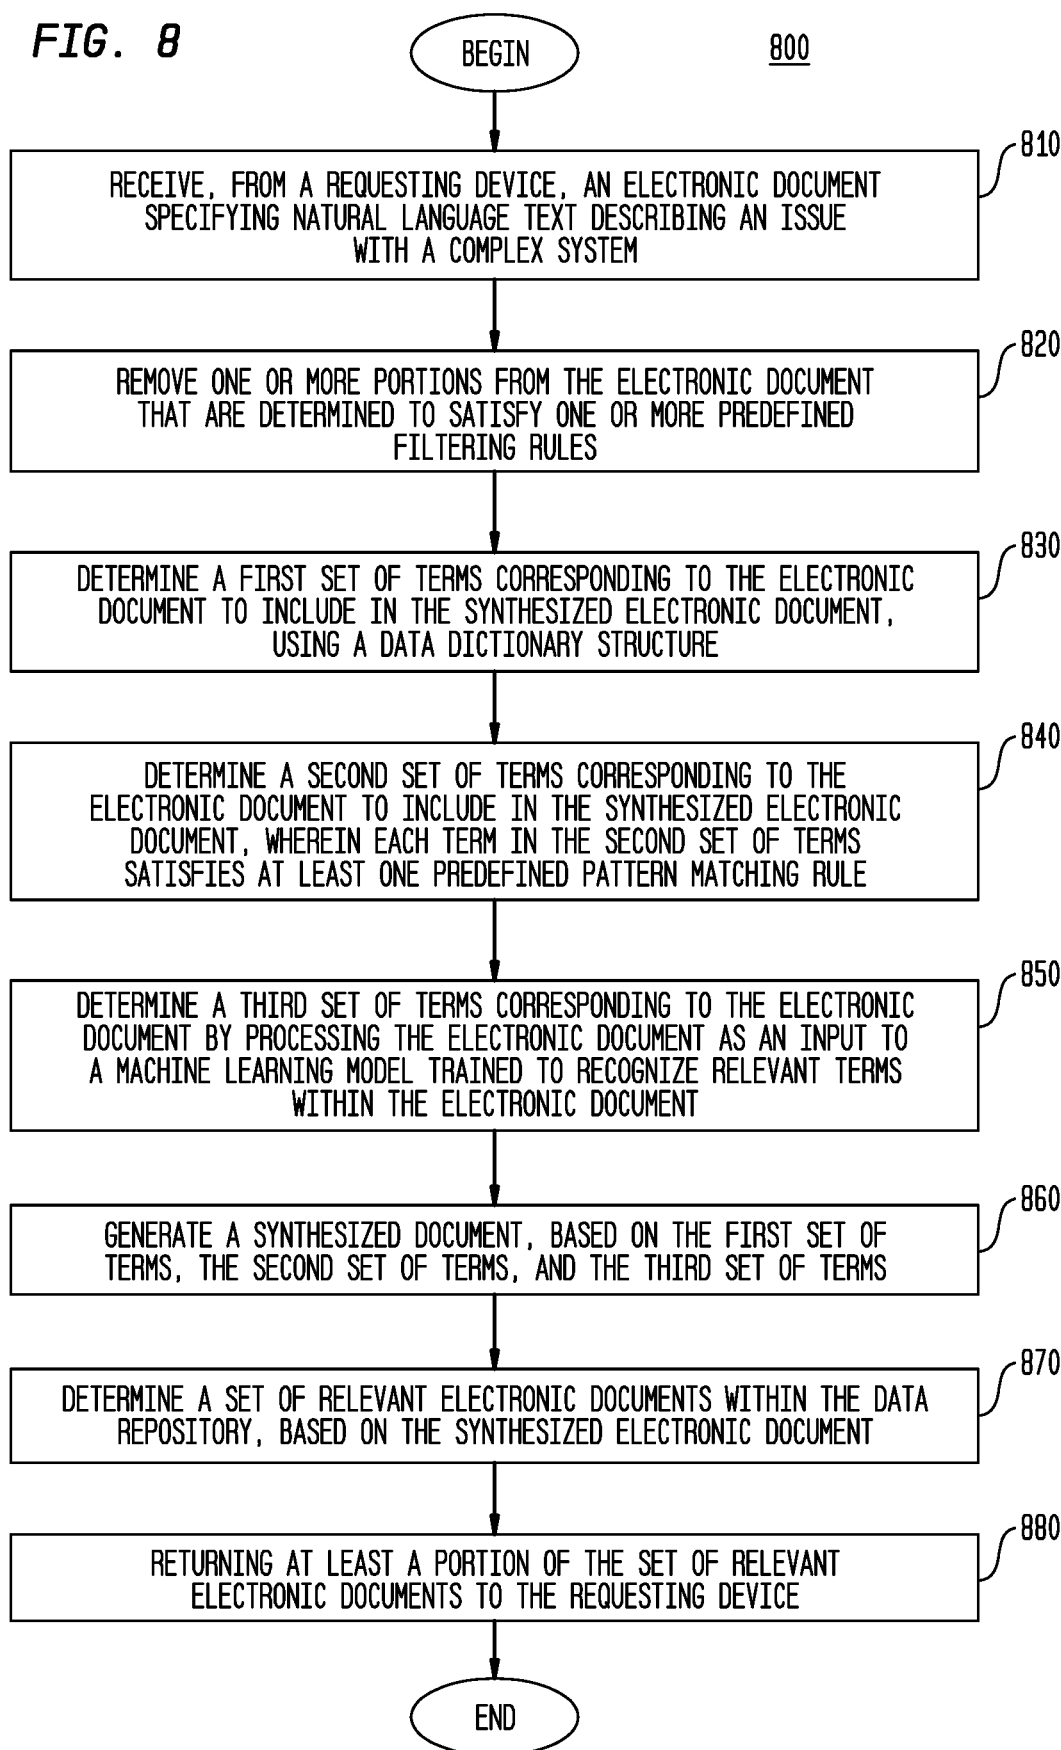 FIG. 8
BEGIN
800
810
RECEIVE, FROM A REQUESTING DEVICE, AN ELECTRONIC DOCUMENT
SPECIFYING NATURAL LANGUAGE TEXT DESCRIBING AN ISSUE
WITH A COMPLEX SYSTEM
820
REMOVE ONE OR MORE PORTIONS FROM THE ELECTRONIC DOCUMENT
THAT ARE DETERMINED TO SATISFY ONE OR MORE PREDEFINED
FILTERING RULES
830
DETERMINE A FIRST SET OF TERMS CORRESPONDING TO THE ELECTRONIC
DOCUMENT TO INCLUDE IN THE SYNTHESIZED ELECTRONIC DOCUMENT,
USING A DATA DICTIONARY STRUCTURE
840
DETERMINE A SECOND SET OF TERMS CORRESPONDING TO THE
ELECTRONIC DOCUMENT TO INCLUDE IN THE SYNTHESIZED ELECTRONIC
DOCUMENT, WHEREIN EACH TERM IN THE SECOND SET OF TERMS
SATISFIES AT LEAST ONE PREDEFINED PATTERN MATCHING RULE
850
DETERMINE A THIRD SET OF TERMS CORRESPONDING TO THE ELECTRONIC
DOCUMENT BY PROCESSING THE ELECTRONIC DOCUMENT AS AN INPUT TO
A MACHINE LEARNING MODEL TRAINED TO RECOGNIZE RELEVANT TERMS
WITHIN THE ELECTRONIC DOCUMENT
860
GENERATE A SYNTHESIZED DOCUMENT, BASED ON THE FIRST SET OF
TERMS, THE SECOND SET OF TERMS, AND THE THIRD SET OF TERMS
870
DETERMINE A SET OF RELEVANT ELECTRONIC DOCUMENTS WITHIN THE DATA
REPOSITORY, BASED ON THE SYNTHESIZED ELECTRONIC DOCUMENT
880
RETURNING AT LEAST A PORTION OF THE SET OF RELEVANT
ELECTRONIC DOCUMENTS TO THE REQUESTING DEVICE
END